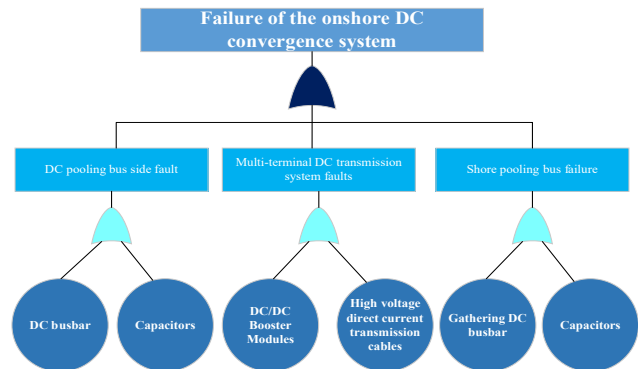 Failure of the onshore DC
convergence system
DC pooling bus side fault
Multi-terminal DC transmission
system faults
Shore pooling bus failure
DC busbar
Capacitors
DC/DC
Booster
Modules
High voltage
direct current
transmission
cables
Gathering DC
busbar
Capacitors